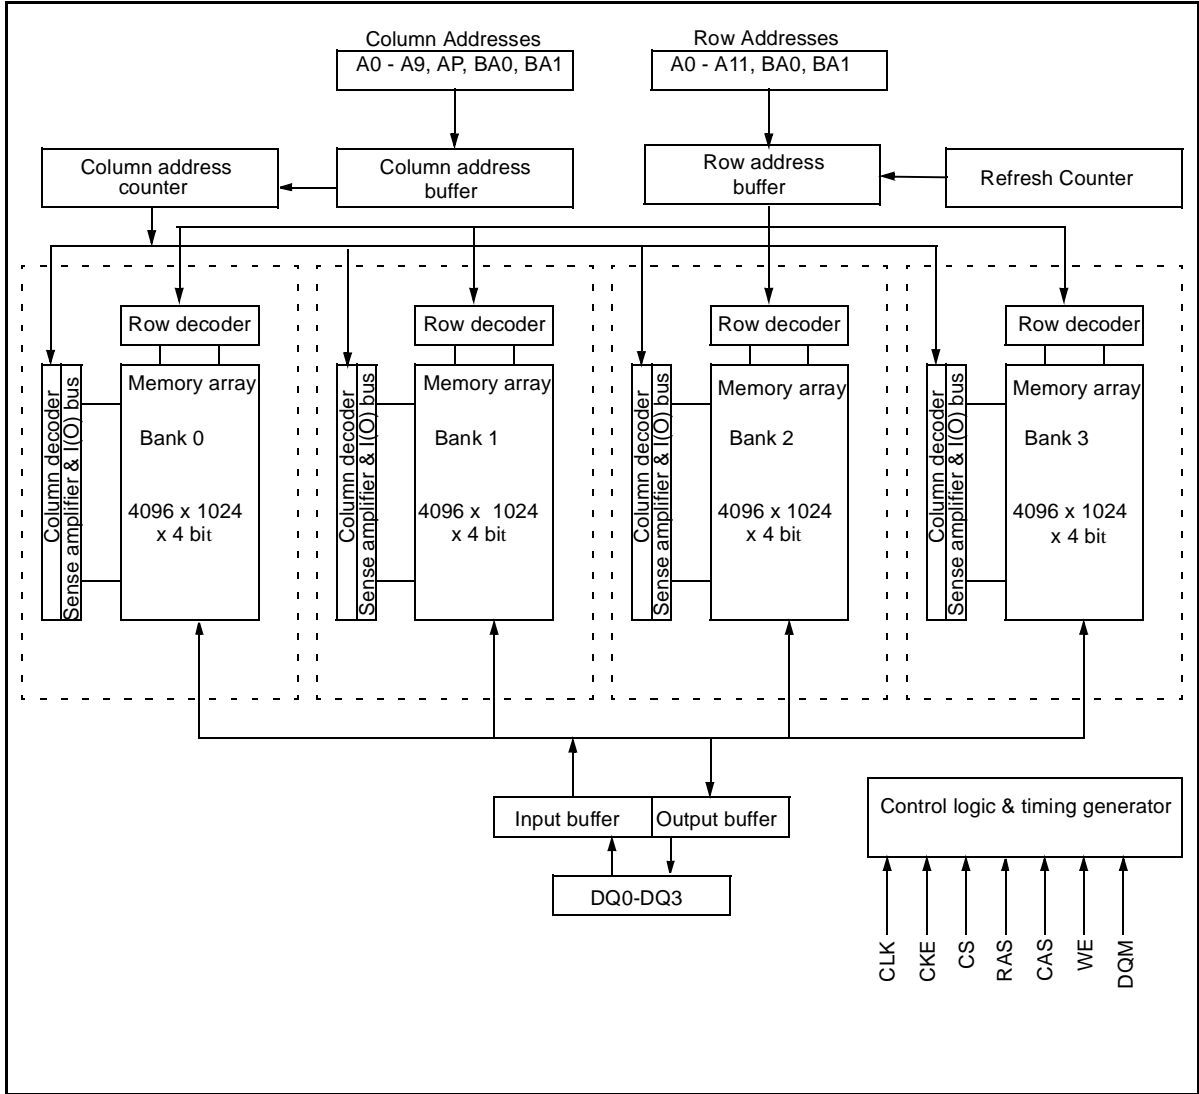 Column Addresses
A0 - A9, AP, BA0, BA1
Row Addresses
A0 - A11, BA0, BA1
Column address
counter
Column address
buffer
Row address
buffer
Refresh Counter
Row decoder
Row decoder
Row decoder
Row decoder
Column decoder
Sense amplifier & I(O) bus
Memory array
Bank 0
4096 x 1024
x 4 bit
Column decoder
Sense amplifier & I(O) bus
Memory array
Bank 1
4096 x 1024
x 4 bit
Column decoder
Sense amplifier & I(O) bus
Memory array
Bank 2
4096 x 1024
x 4 bit
Column decoder
Sense amplifier & I(O) bus
Memory array
Bank 3
4096 x 1024
x 4 bit
Input buffer
Output buffer
DQ0-DQ3
Control logic & timing generator
CLK
CKE
CS
RAS
CAS
WE
DQM